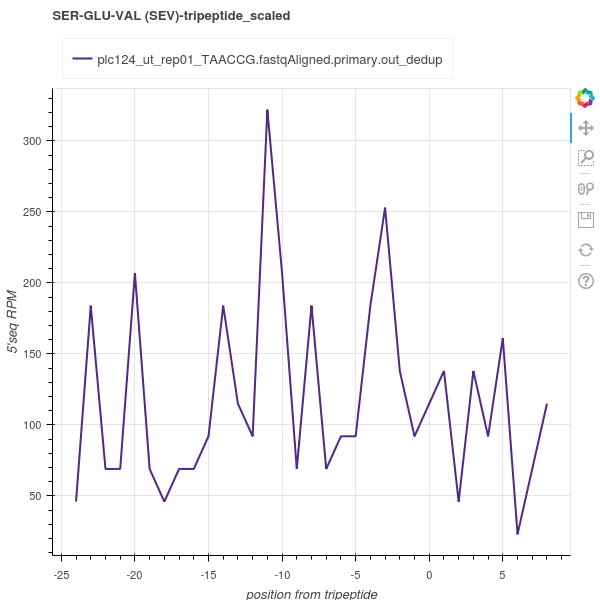 SER-GLU-VAL (SEV)-tripeptide_scaled
plc124_ut_rep01_TAACCG.fastqAligned.primary.out_dedup
300
250
200
150
100
50
5'seq RPM
-25 -20 -15 -10 -5 0 5
position from tripeptide